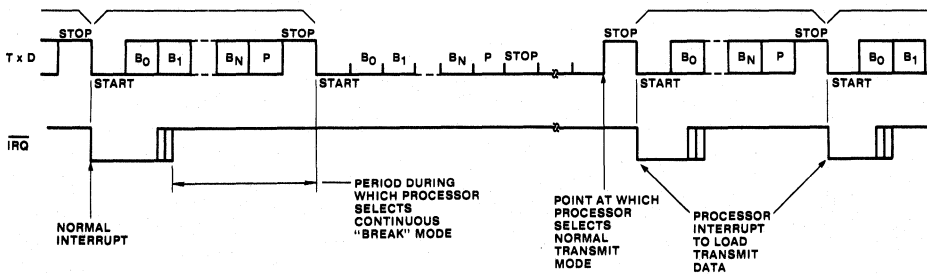 STOP STOP STOP STOP
T x D B0 B1 BN P B0 B1 BN P STOP B0 BN P B0 B1
START START START START
IRQ
NORMAL
INTERRUPT
PERIOD DURING
WHICH PROCESSOR
SELECTS
CONTINUOUS
"BREAK" MODE
POINT AT WHICH
PROCESSOR
SELECTS
NORMAL
TRANSMIT
MODE
PROCESSOR
INTERRUPT
TO LOAD
TRANSMIT
DATA